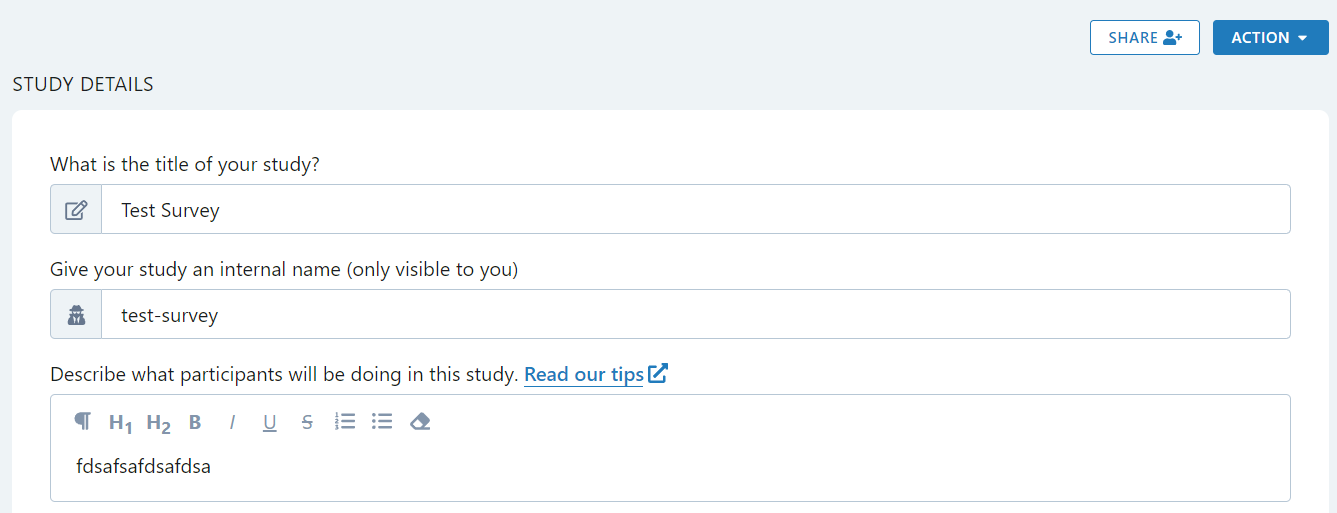 SHARE ACTION
STUDY DETAILS
What is the title of your study?
Test Survey
Give your study an internal name (only visible to you)
test-survey
Describe what participants will be doing in this study. Read our tips
¶ H1 H2 B I U S
fdsafsafdsafdsa